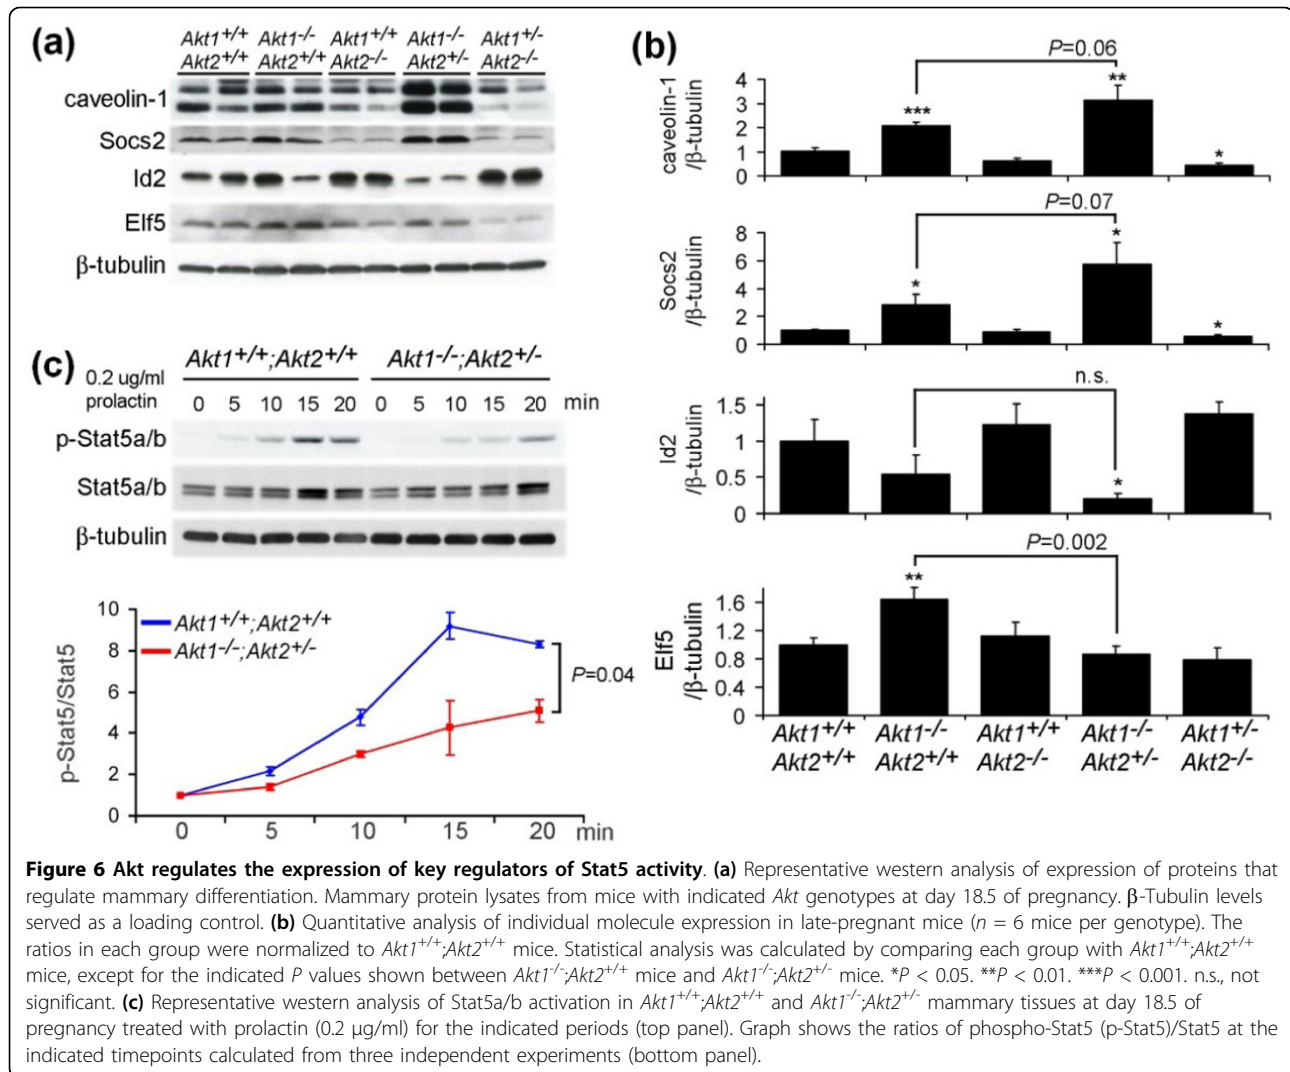 (a)
Akt1+/+ Akt1-/- Akt1+/+ Akt1-/- Akt1+/-
Akt2+/+ Akt2+/+ Akt2-/- Akt2+/- Akt2-/-
caveolin-1
Socs2
Id2
Elf5
β-tubulin
(b)
P=0.06
caveolin-1
/β-tubulin
4
3
2
1
0
***
**
*
P=0.07
Socs2
/β-tubulin
8
6
4
2
0
*
*
*
n.s.
Id2
/β-tubulin
1.5
1
0.5
0
*
P=0.002
Elf5
/β-tubulin
1.6
1.2
0.8
0.4
0
**
Akt1+/+ Akt1-/- Akt1+/+ Akt1-/- Akt1+/-
Akt2+/+ Akt2+/+ Akt2-/- Akt2+/- Akt2-/-
(c)
Akt1+/+;Akt2+/+ Akt1-/-;Akt2+/-
0.2 ug/ml
prolactin
0 5 10 15 20 0 5 10 15 20 min
p-Stat5a/b
Stat5a/b
β-tubulin
p-Stat5/Stat5
10
8
6
4
2
0
Akt1+/+;Akt2+/+
Akt1-/-;Akt2+/-
P=0.04
0 5 10 15 20 min
Figure 6 Akt regulates the expression of key regulators of Stat5 activity. (a) Representative western analysis of expression of proteins that
regulate mammary differentiation. Mammary protein lysates from mice with indicated Akt genotypes at day 18.5 of pregnancy. β-Tubulin levels
served as a loading control. (b) Quantitative analysis of individual molecule expression in late-pregnant mice (n = 6 mice per genotype). The
ratios in each group were normalized to Akt1+/+;Akt2+/+ mice. Statistical analysis was calculated by comparing each group with Akt1+/+;Akt2+/+
mice, except for the indicated P values shown between Akt1-/-;Akt2+/+ mice and Akt1-/-;Akt2+/- mice. *P < 0.05. **P < 0.01. ***P < 0.001. n.s., not
significant. (c) Representative western analysis of Stat5a/b activation in Akt1+/+;Akt2+/+ and Akt1-/-;Akt2+/- mammary tissues at day 18.5 of
pregnancy treated with prolactin (0.2 μg/ml) for the indicated periods (top panel). Graph shows the ratios of phospho-Stat5 (p-Stat5)/Stat5 at the
indicated timepoints calculated from three independent experiments (bottom panel).